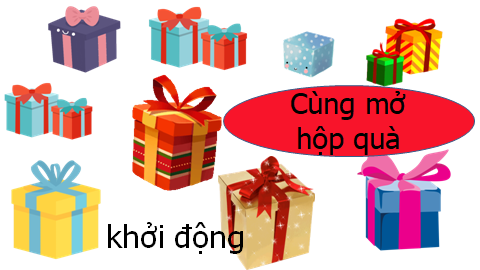 Cùng mở
hộp quà
khởi động